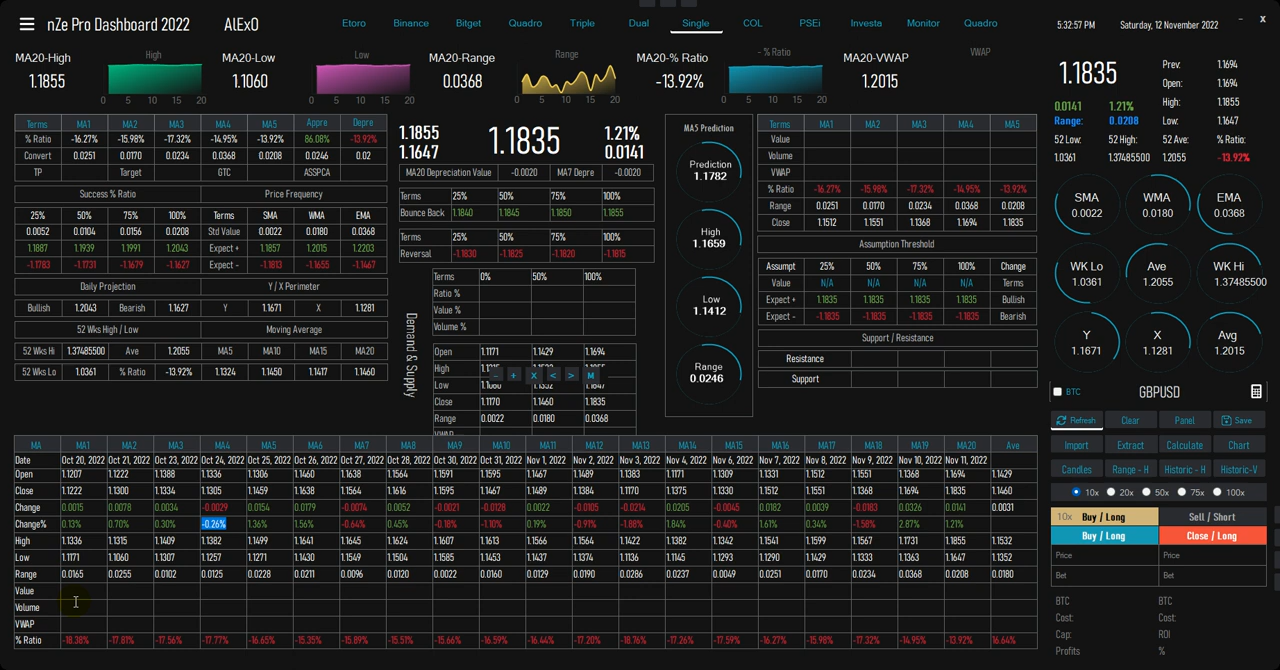 nZe Pro Dashboard 2022 AlExO Etoro Binance Bitget Quadro Triple Dual Single COL PSEi Investa Monitor Quadro 5:32:57 PM Saturday, 12 November 2022 – X
MA20-High High MA20-Low Low MA20-Range Range MA20-% Ratio - % Ratio MA20-VWAP VWAP
1.1855 1.1060 0.0368 -13.92% 1.2015
0 5 10 15 20 0 5 10 15 20 0 5 10 15 20 0 5 10 15 20
1.1835
Prev: 1.1694
Open: 1.1694
High: 1.1855
Low: 1.1647
0.0141 1.21%
Range: 0.0208
52 Low: 52 High: 52 Ave: % Ratio:
1.0361 1.37485500 1.2055 -13.92%
Terms MA1 MA2 MA3 MA4 MA5 Appre Depre
% Ratio -16.27% -15.98% -17.32% -14.95% -13.92% 86.08% -13.92%
Convert 0.0251 0.0170 0.0234 0.0368 0.0208 0.0246 0.02
TP Target GTC ASSPCA
Success % Ratio Price Frequency
25% 50% 75% 100% Terms SMA WMA EMA
0.0052 0.0104 0.0156 0.0208 Std Value 0.0022 0.0180 0.0368
1.1887 1.1939 1.1991 1.2043 Expect + 1.1857 1.2015 1.2203
-1.1783 -1.1731 -1.1679 -1.1627 Expect - -1.1813 -1.1655 -1.1467
Daily Projection Y / X Perimeter
Bullish 1.2043 Bearish 1.1627 Y 1.1671 X 1.1281
52 Wks High / Low Moving Average
52 Wks Hi 1.37485500 Ave 1.2055 MA5 MA10 MA15 MA20
52 Wks Lo 1.0361 % Ratio -13.92% 1.1324 1.1450 1.1417 1.1460
1.1855 1.1835 1.21%
1.1647 0.0141
MA20 Depreciation Value -0.0020 MA7 Depre -0.0020
Terms 25% 50% 75% 100%
Bounce Back 1.1840 1.1845 1.1850 1.1855
Terms 25% 50% 75% 100%
Reversal -1.1830 -1.1825 -1.1820 -1.1815
Demand & Supply
Terms 0% 50% 100%
Ratio %
Value %
Volume %
Open 1.1171 1.1429 1.1694
High
- + X < > M
Low
Close 1.1170 1.1460 1.1835
Range 0.0022 0.0180 0.0368
MA5 Prediction
Prediction
1.1782
High
1.1659
Low
1.1412
Range
0.0246
Terms MA1 MA2 MA3 MA4 MA5
Value
Volume
VWAP
% Ratio -16.27% -15.98% -17.32% -14.95% -13.92%
Range 0.0251 0.0170 0.0234 0.0368 0.0208
Close 1.1512 1.1551 1.1368 1.1694 1.1835
Assumption Threshold
Assumpt 25% 50% 75% 100% Change
Value N/A N/A N/A N/A Terms
Expect + 1.1835 1.1835 1.1835 1.1835 Bullish
Expect - -1.1835 -1.1835 -1.1835 -1.1835 Bearish
Support / Resistance
Resistance
Support
SMA WMA EMA
0.0022 0.0180 0.0368
WK Lo Ave WK Hi
1.0361 1.2055 1.37485500
Y X Avg
1.1671 1.1281 1.2015
BTC GBPUSD
Refresh Clear Panel Save
Import Extract Calculate Chart
Candles Range - H Historic - H Historic-V
10x 20x 50x 75x 100x
10x Buy / Long Sell / Short
Buy / Long Close / Long
Price Price
Bet Bet
BTC BTC
Cost: Cost:
Cap: ROI
Profits %
MA MA1 MA2 MA3 MA4 MA5 MA6 MA7 MA8 MA9 MA10 MA11 MA12 MA13 MA14 MA15 MA16 MA17 MA18 MA19 MA20 Ave
Date Oct 20, 2022 Oct 21, 2022 Oct 23, 2022 Oct 24, 2022 Oct 25, 2022 Oct 26, 2022 Oct 27, 2022 Oct 28, 2022 Oct 30, 2022 Oct 31, 2022 Nov 1, 2022 Nov 2, 2022 Nov 3, 2022 Nov 4, 2022 Nov 6, 2022 Nov 7, 2022 Nov 8, 2022 Nov 9, 2022 Nov 10, 2022 Nov 11, 2022
Open 1.1207 1.1222 1.1388 1.1336 1.1306 1.1460 1.1638 1.1564 1.1591 1.1595 1.1467 1.1489 1.1383 1.1171 1.1309 1.1331 1.1512 1.1551 1.1368 1.1694 1.1429
Close 1.1222 1.1300 1.1334 1.1305 1.1459 1.1638 1.1564 1.1616 1.1595 1.1467 1.1489 1.1384 1.1170 1.1375 1.1330 1.1512 1.1551 1.1368 1.1694 1.1835 1.1460
Change 0.0015 0.0078 0.0034 -0.0029 0.0154 0.0179 -0.0074 0.0052 -0.0021 -0.0128 0.0022 -0.0105 -0.0214 0.0205 -0.0045 0.0182 0.0039 -0.0183 0.0326 0.0141 0.0031
Change% 0.13% 0.70% 0.30% -0.26% 1.36% 1.56% -0.64% 0.45% -0.18% -1.10% 0.19% -0.91% -1.88% 1.84% -0.40% 1.61% 0.34% -1.58% 2.87% 1.21%
High 1.1336 1.1315 1.1409 1.1382 1.1499 1.1641 1.1645 1.1624 1.1607 1.1613 1.1566 1.1564 1.1422 1.1382 1.1342 1.1541 1.1599 1.1567 1.1731 1.1855 1.1532
Low 1.1171 1.1060 1.1307 1.1257 1.1271 1.1430 1.1549 1.1504 1.1585 1.1453 1.1437 1.1374 1.1136 1.1145 1.1293 1.1290 1.1429 1.1333 1.1363 1.1647 1.1352
Range 0.0165 0.0255 0.0102 0.0125 0.0228 0.0211 0.0096 0.0120 0.0022 0.0160 0.0129 0.0190 0.0286 0.0237 0.0049 0.0251 0.0170 0.0234 0.0368 0.0208 0.0180
Value
Volume
VWAP
% Ratio -18.38% -17.81% -17.56% -17.77% -16.65% -15.35% -15.89% -15.51% -15.66% -16.59% -16.44% -17.20% -18.76% -17.26% -17.59% -16.27% -15.98% -17.32% -14.95% -13.92% 16.64%